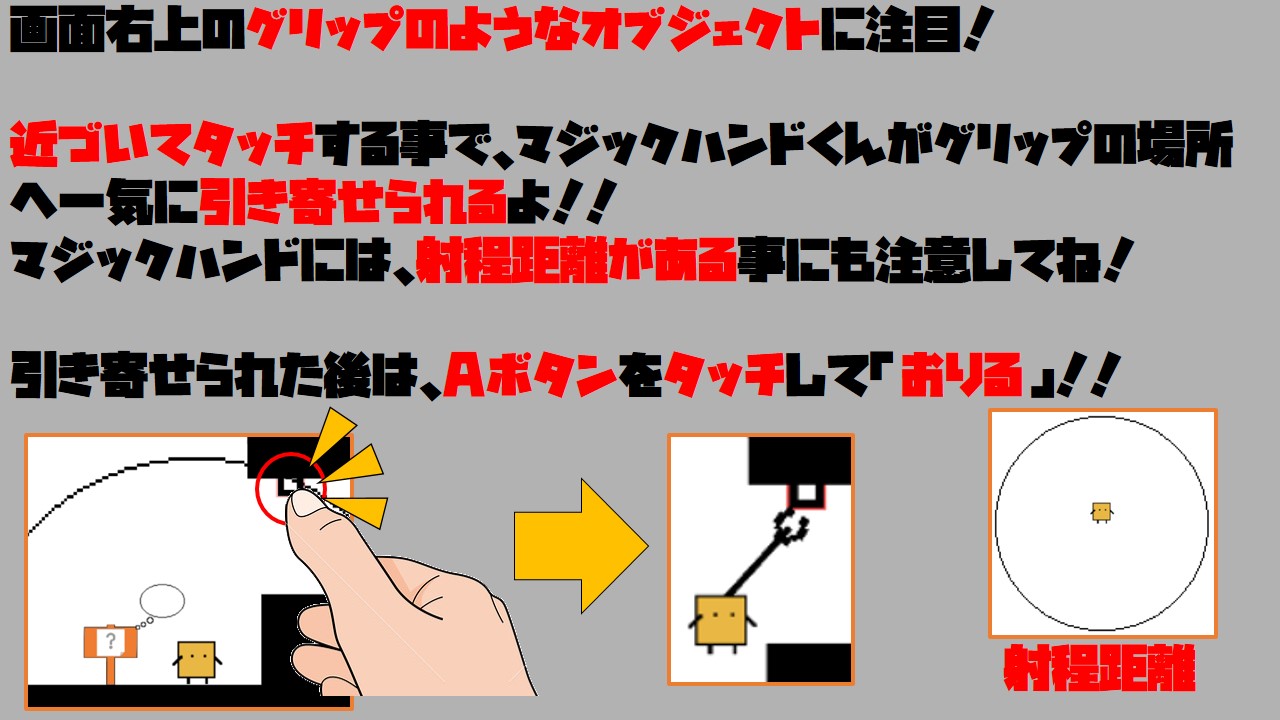 画面右上のグリップのようなオブジェクトに注目！
近づいてタッチする事で、マジックハンドくんがグリップの場所
へ一気に引き寄せられるよ！！
マジックハンドには、射程距離がある事にも注意してね！
引き寄せられた後は、Aボタンをタッチして「おりる」！！
?
射程距離